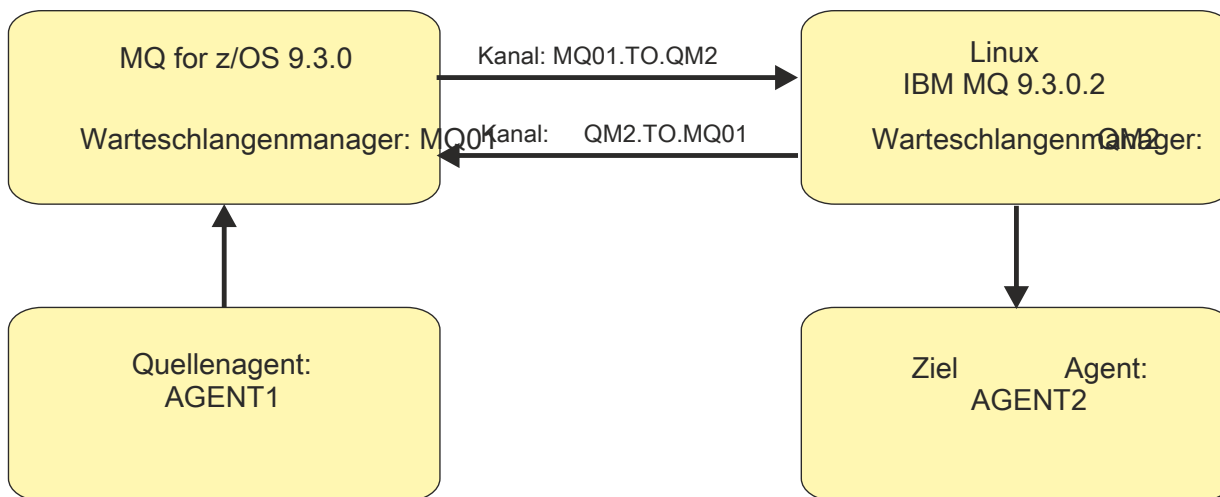 MQ for z/OS 9.3.0
Warteschlangenmanager: MQ01
Kanal: MQ01.TO.QM2
Kanal: QM2.TO.MQ01
Linux
IBM MQ 9.3.0.2
Warteschlangenmanager: QM2
Quellenagent:
AGENT1
Ziel Agent:
AGENT2